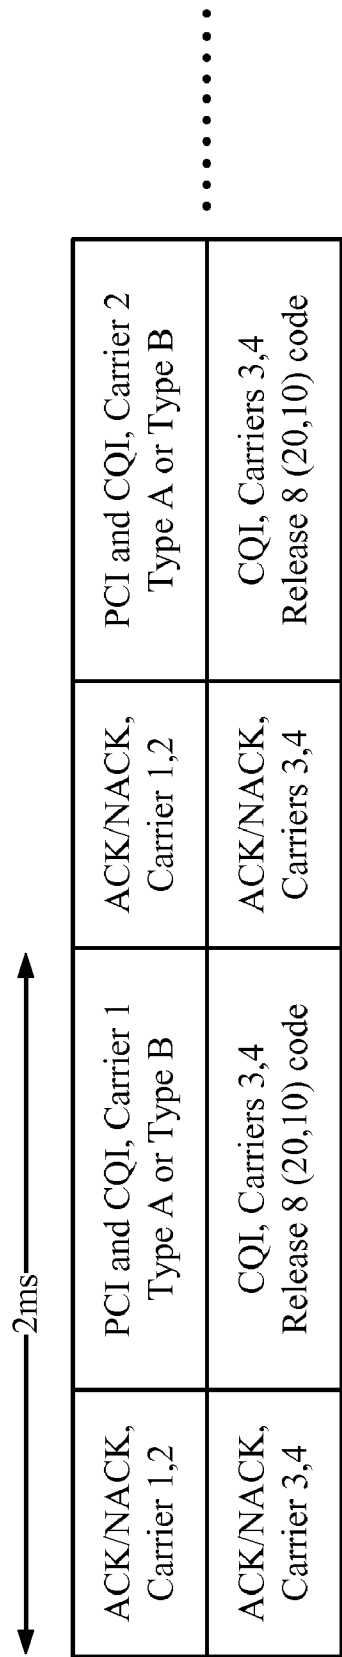 2ms
ACK/NACK,
Carrier 1,2
PCI and CQI, Carrier 1
Type A or Type B
ACK/NACK,
Carrier 1,2
PCI and CQI, Carrier 2
Type A or Type B
ACK/NACK,
Carrier 3,4
CQI, Carriers 3,4
Release 8 (20,10) code
ACK/NACK,
Carriers 3,4
CQI, Carriers 3,4
Release 8 (20,10) code